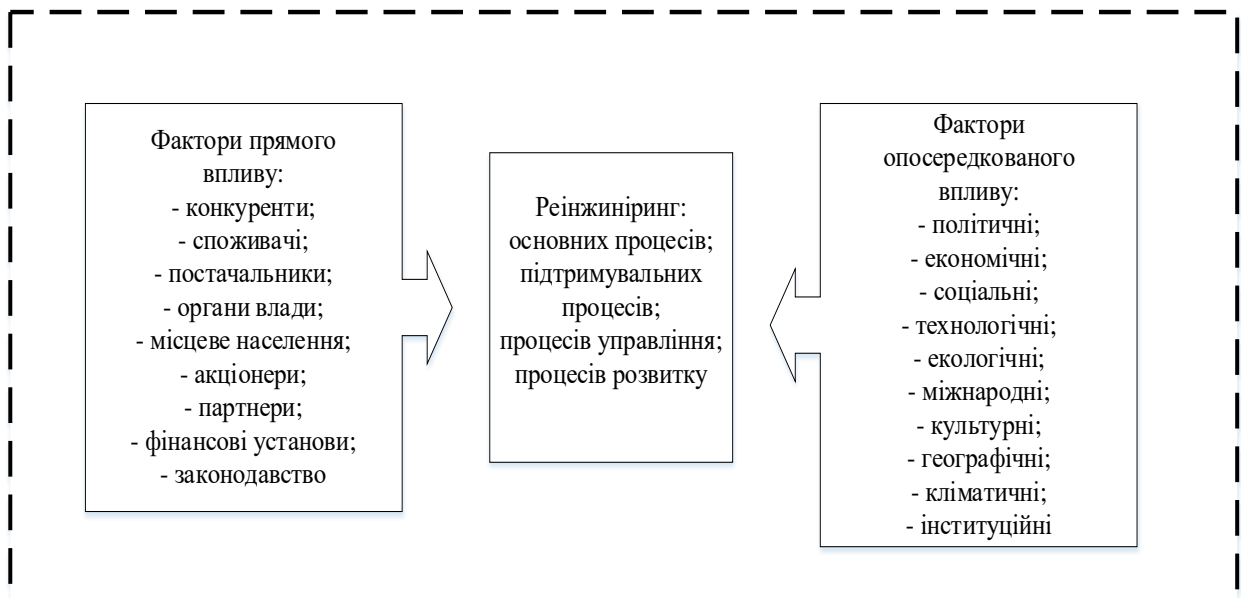 Фактори прямого
впливу:
- конкуренти;
- споживачі;
- постачальники;
- органи влади;
- місцеве населення;
- акціонери;
- партнери;
- фінансові установи;
- законодавство
Реінжиніринг:
основних процесів;
підтримувальних
процесів;
процесів управління;
процесів розвитку
Фактори
опосередкованого
впливу:
- політичні;
- економічні;
- соціальні;
- технологічні;
- екологічні;
- міжнародні;
- культурні;
- географічні;
- кліматичні;
- інституційні